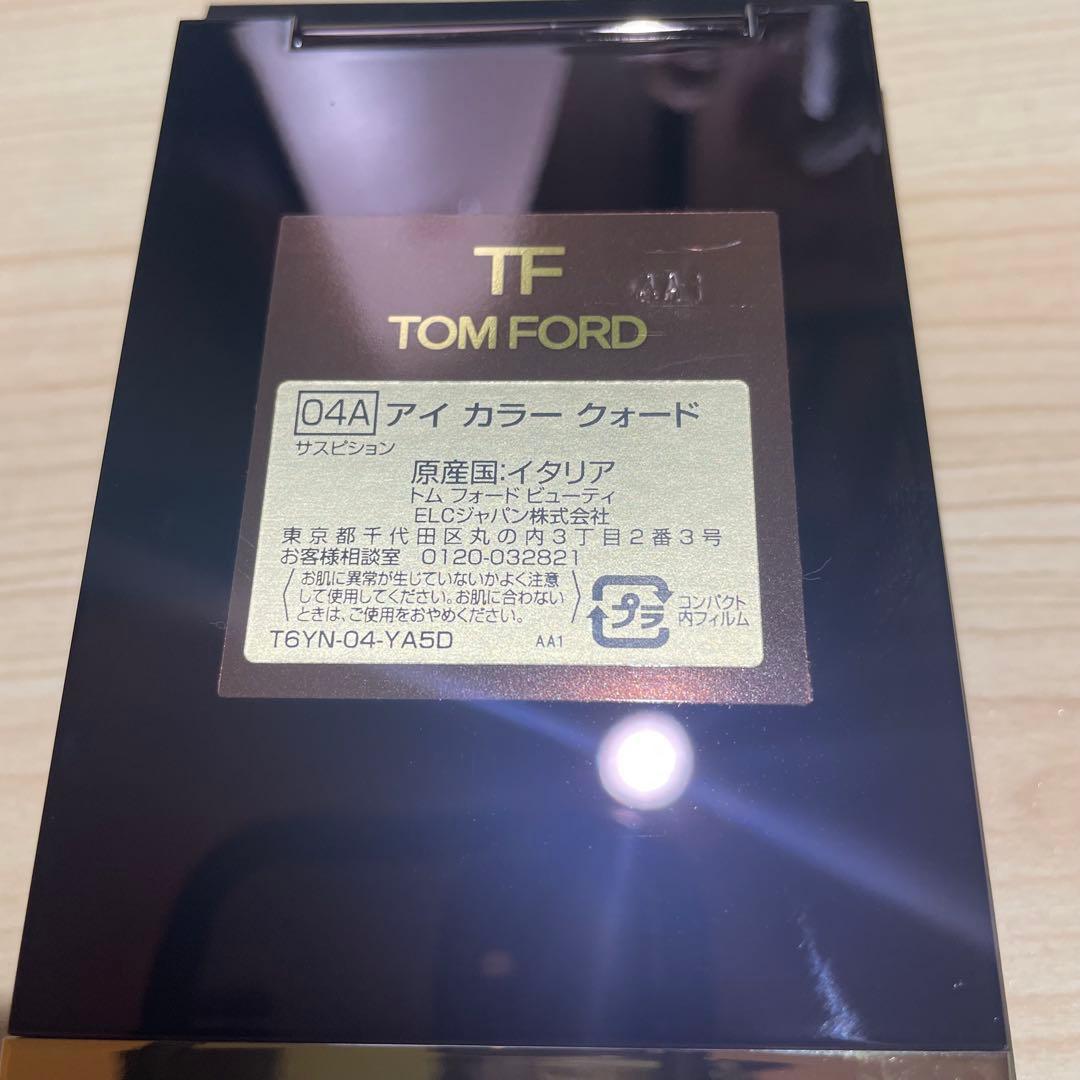 TF
AA1
TOM FORD
04A アイ カラー クォード
サスピション
原産国:イタリア
トム フォード ビューティ
ELCジャパン株式会社
東京都千代田区丸の内3丁目2番3号
お客様相談室 0120-032821
お肌に異常が生じていないかよく注意
して使用してください。お肌に合わない
ときは、ご使用をおやめください。
プラ
コンパクト
内フィルム
T6YN-04-YA5D AA1